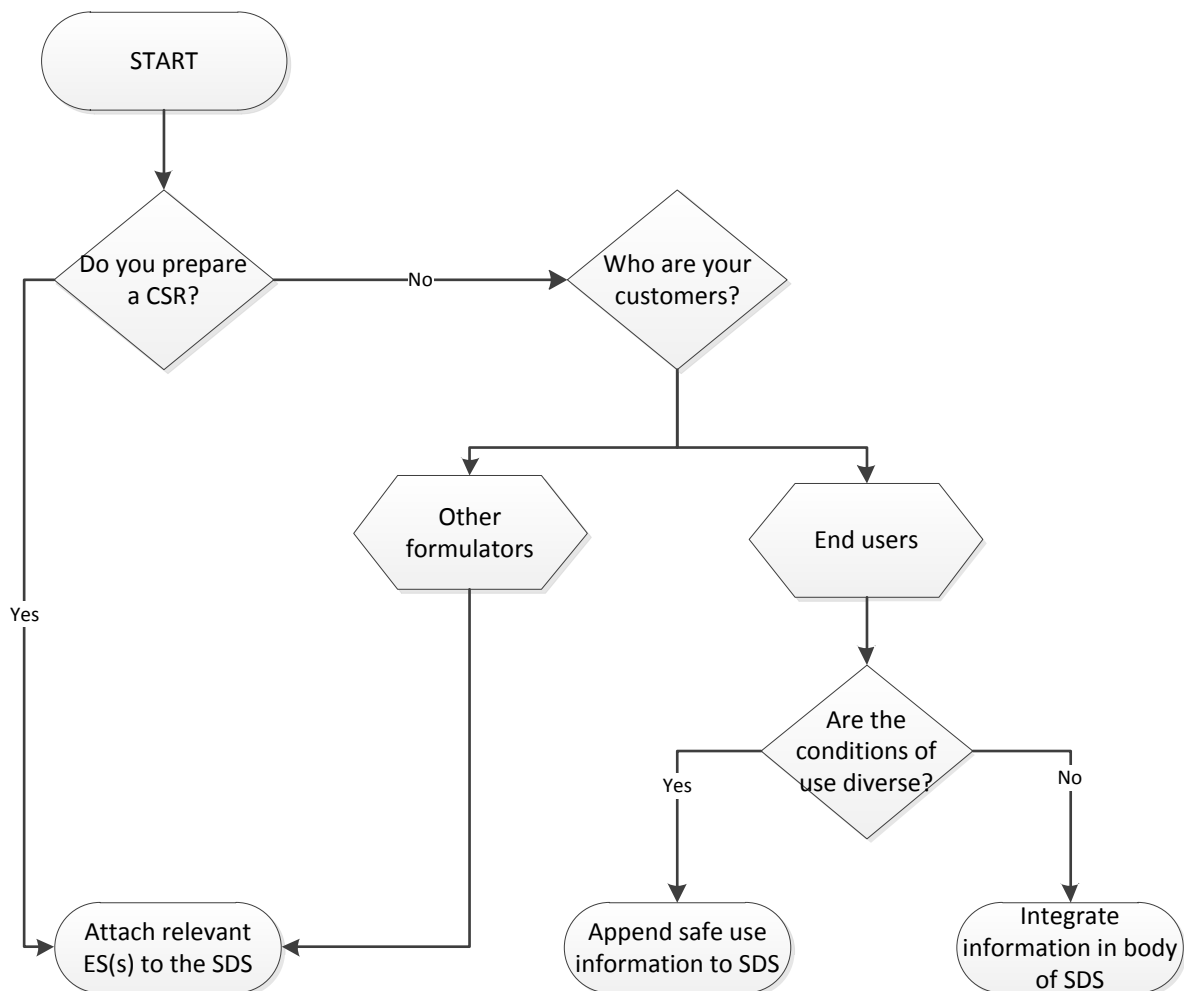 START
Do you prepare
a CSR?
No
Who are your
customers?
Other
formulators
End users
Yes
Are the
conditions of
use diverse?
Yes
No
Attach relevant
ES(s) to the SDS
Append safe use
information to SDS
Integrate
information in body
of SDS